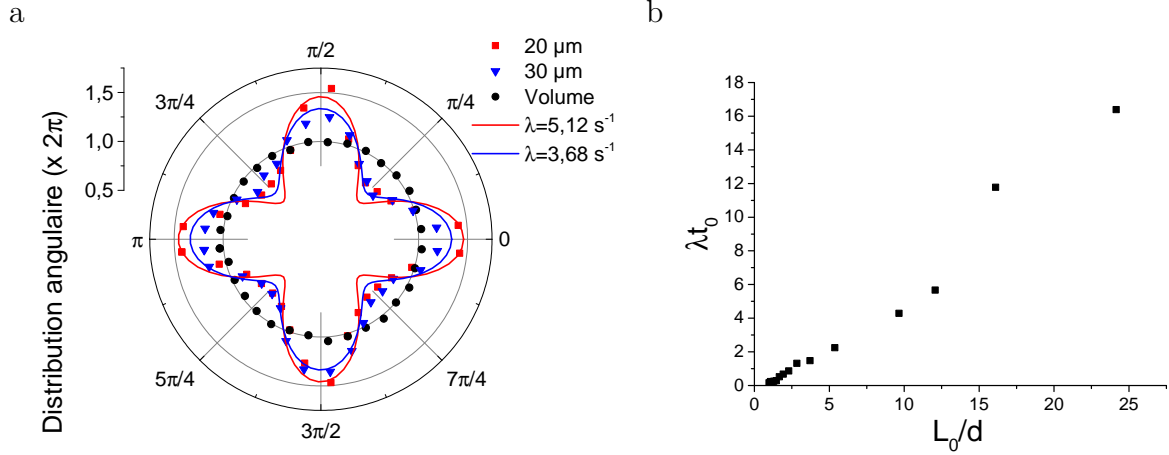 a
b
Distribution angulaire (x 2π)
1,5
1,0
0,5
π/2
π/4
0
7π/4
3π/2
5π/4
π
3π/4
20 µm
30 µm
Volume
λ=5,12 s⁻¹
λ=3,68 s⁻¹
λt₀
18
16
14
12
10
8
6
4
2
0
0
5
10
15
20
25
L₀/d